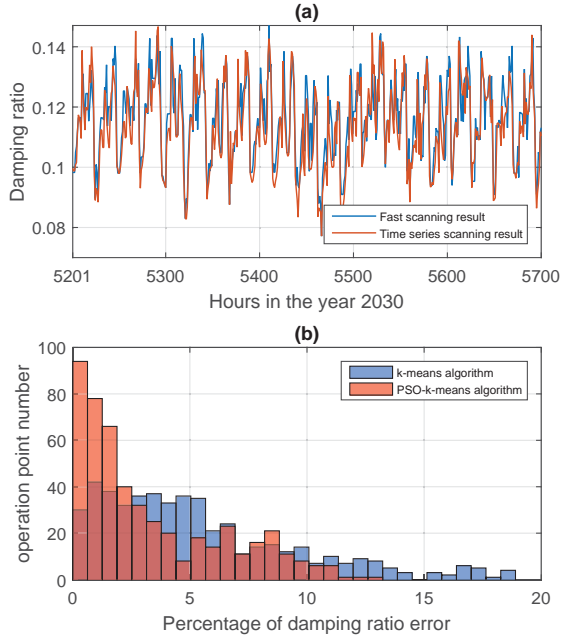 (a)
0.14
0.12
0.1
0.08
Damping ratio
Fast scanning result
Time series scanning result
5201
5300
5400
5500
5600
5700
Hours in the year 2030
(b)
100
80
60
40
20
0
operation point number
k-means algorithm
PSO-k-means algorithm
0
5
10
15
20
Percentage of damping ratio error